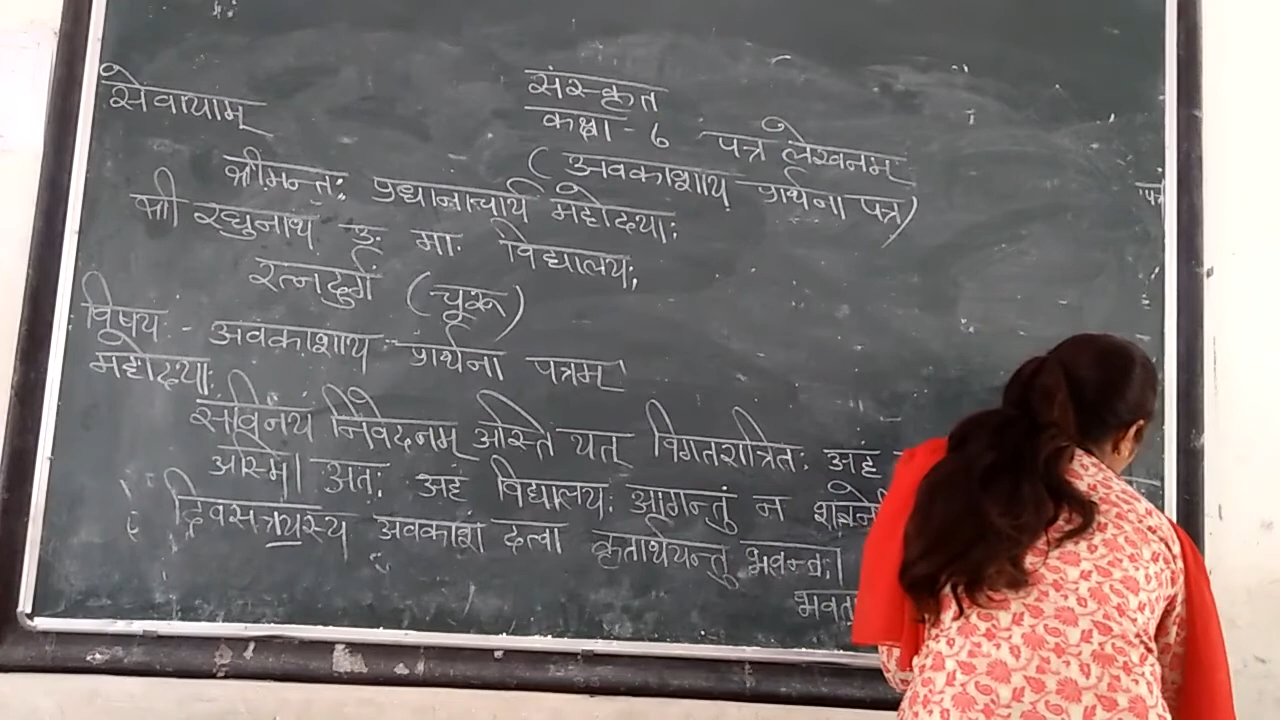 संस्कृत
कक्षा - ६ पत्र लेखनम्
(अवकाशाय प्रार्थना पत्र)
सेवायाम्
श्रीमन्तः प्रधानाचार्य महोदयाः
श्री रघुनाथ उ. मा. विद्यालय,
रत्नदुर्ग (चूरू)
विषय - अवकाशाय प्रार्थना पत्रम्
महोदयाः
सविनयं निवेदनम् अस्ति यत् विगतरात्रितः अहं
अस्मि। अतः अहं विद्यालयः आगन्तुं न
दिवसत्रयस्य अवकाशं दत्वा कृतार्थयन्तु भवन्तः।